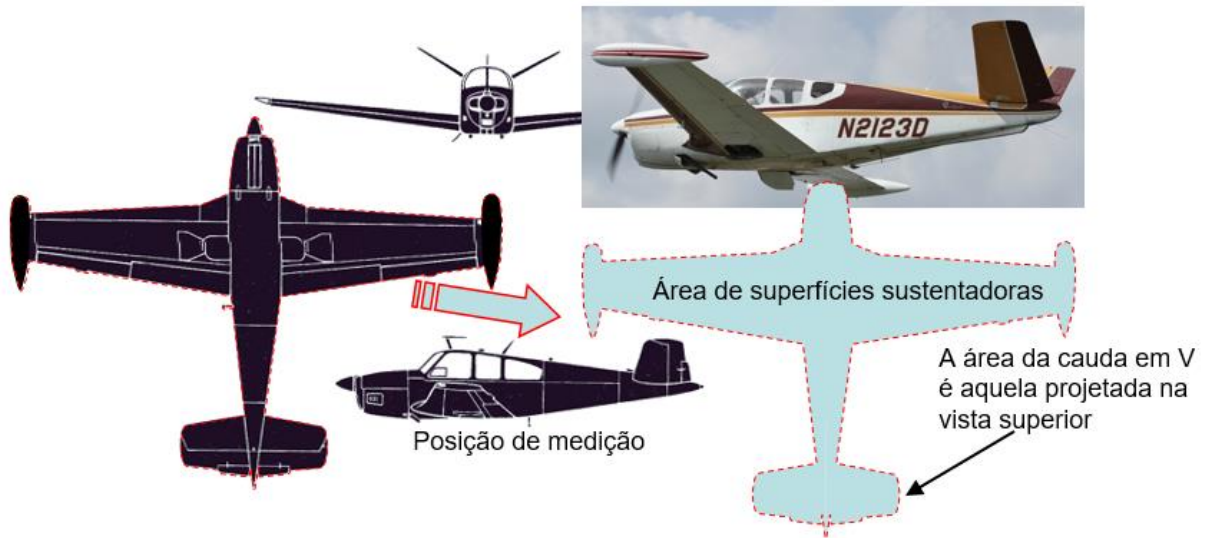 N2123D
Área de superfícies sustentadoras
Posição de medição
A área da cauda em V
é aquela projetada na
vista superior